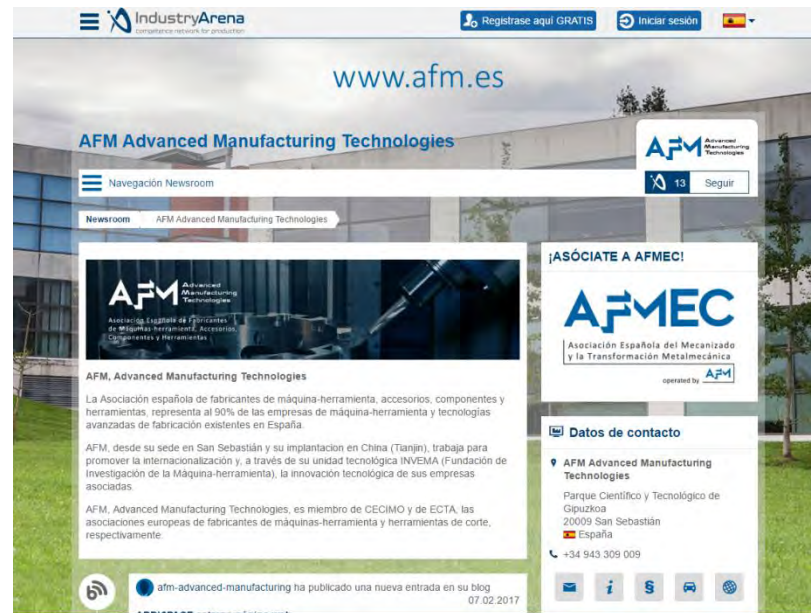 IndustryArena
competence network for production
Registrase aquí GRATIS
Iniciar sesión
www.afm.es
AFM Advanced Manufacturing Technologies
AFM Advanced
Manufacturing
Technologies
Navegación Newsroom
13 Seguir
Newsroom AFM Advanced Manufacturing Technologies
AFM Advanced
Manufacturing
Technologies
Asociación Española de Fabricantes
de Máquinas-herramienta, Accesorios,
Componentes y Herramientas
AFM, Advanced Manufacturing Technologies
La Asociación española de fabricantes de máquina-herramienta, accesorios, componentes y
herramientas, representa al 90% de las empresas de máquina-herramienta y tecnologías
avanzadas de fabricación existentes en España.
AFM, desde su sede en San Sebastián y su implantacion en China (Tianjin), trabaja para
promover la internacionalización y, a través de su unidad tecnológica INVEMA (Fundación de
Investigación de la Máquina-herramienta), la innovación tecnológica de sus empresas
asociadas.
AFM, Advanced Manufacturing Technologies, es miembro de CECIMO y de ECTA, las
asociaciones europeas de fabricantes de máquinas-herramienta y herramientas de corte,
respectivamente.
afm-advanced-manufacturing ha publicado una nueva entrada en su blog
07.02.2017
¡ASÓCIATE A AFMEC!
AFMEC
Asociación Española del Mecanizado
y la Transformación Metalmecánica
operated by AFM
Datos de contacto
AFM Advanced Manufacturing
Technologies
Parque Científico y Tecnológico de
Gipuzkoa
20009 San Sebastián
España
+34 943 309 009